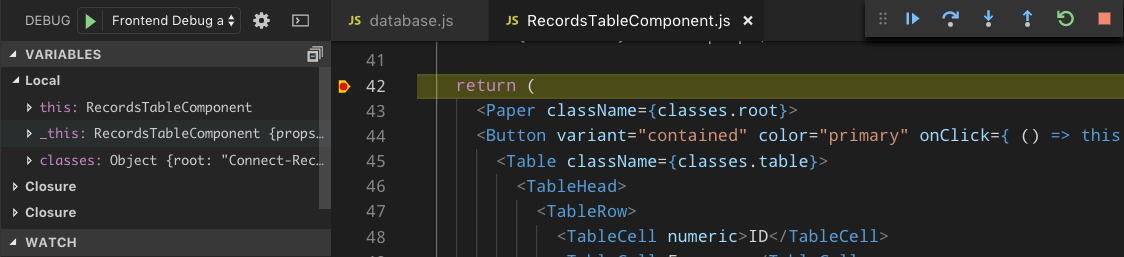 DEBUG Frontend Debug a
JS database.js
JS RecordsTableComponent.js
VARIABLES
Local
this: RecordsTableComponent
_this: RecordsTableComponent {props…
classes: Object {root: "Connect-Rec…
Closure
Closure
WATCH
41
42 return (
43 <Paper className={classes.root}>
44 <Button variant="contained" color="primary" onClick={ () => this
45 <Table className={classes.table}>
46 <TableHead>
47 <TableRow>
48 <TableCell numeric>ID</TableCell>